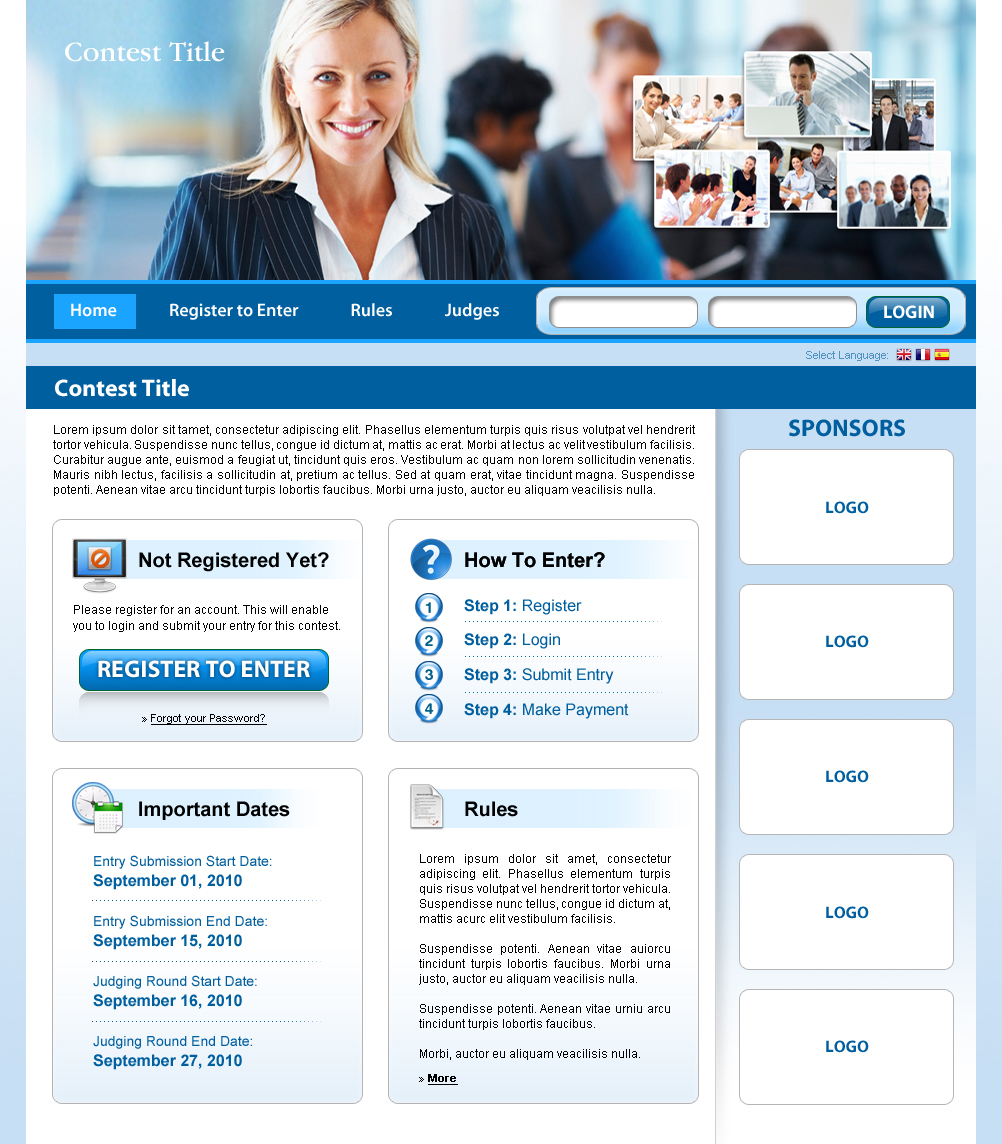 Contest Title
Home Register to Enter Rules Judges LOGIN
Select Language:
Contest Title
Lorem ipsum dolor sit tamet, consectetur adipiscing elit. Phasellus elementum turpis quis risus volutpat vel hendrerit
tortor vehicula. Suspendisse nunc tellus, congue id dictum at, mattis ac erat. Morbi at lectus ac velit vestibulum facilisis.
Curabitur augue ante, euismod a feugiat ut, tincidunt quis eros. Vestibulum ac quam non lorem sollicitudin venenatis.
Mauris nibh lectus, facilisis a sollicitudin at, pretium ac tellus. Sed at quam erat, vitae tincidunt magna. Suspendisse
potenti. Aenean vitae arcu tincidunt turpis lobortis faucibus. Morbi urna justo, auctor eu aliquam veacilisis nulla.
Not Registered Yet?
Please register for an account. This will enable
you to login and submit your entry for this contest.
REGISTER TO ENTER
» Forgot your Password?
How To Enter?
1 Step 1: Register
2 Step 2: Login
3 Step 3: Submit Entry
4 Step 4: Make Payment
Important Dates
Entry Submission Start Date:
September 01, 2010
Entry Submission End Date:
September 15, 2010
Judging Round Start Date:
September 16, 2010
Judging Round End Date:
September 27, 2010
Rules
Lorem ipsum dolor sit amet, consectetur
adipiscing elit. Phasellus elementum turpis
quis risus volutpat vel hendrerit tortor vehicula.
Suspendisse nunc tellus, congue id dictum at,
mattis acurc elit vestibulum facilisis.
Suspendisse potenti. Aenean vitae auiorcu
tincidunt turpis lobortis faucibus. Morbi urna
justo, auctor eu aliquam veacilisis nulla.
Suspendisse potenti. Aenean vitae urniu arcu
tincidunt turpis lobortis faucibus.
Morbi, auctor eu aliquam veacilisis nulla.
» More
SPONSORS
LOGO
LOGO
LOGO
LOGO
LOGO